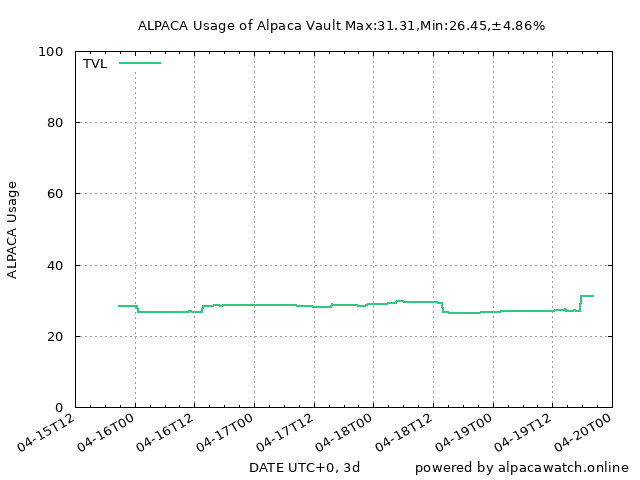 ALPACA Usage of Alpaca Vault Max:31.31,Min:26.45,±4.86%
TVL
100
80
60
40
20
0
ALPACA Usage
04-15T12
04-16T00
04-16T12
04-17T00
04-17T12
04-18T00
04-18T12
04-19T00
04-19T12
04-20T00
DATE UTC+0, 3d
powered by alpacawatch.online